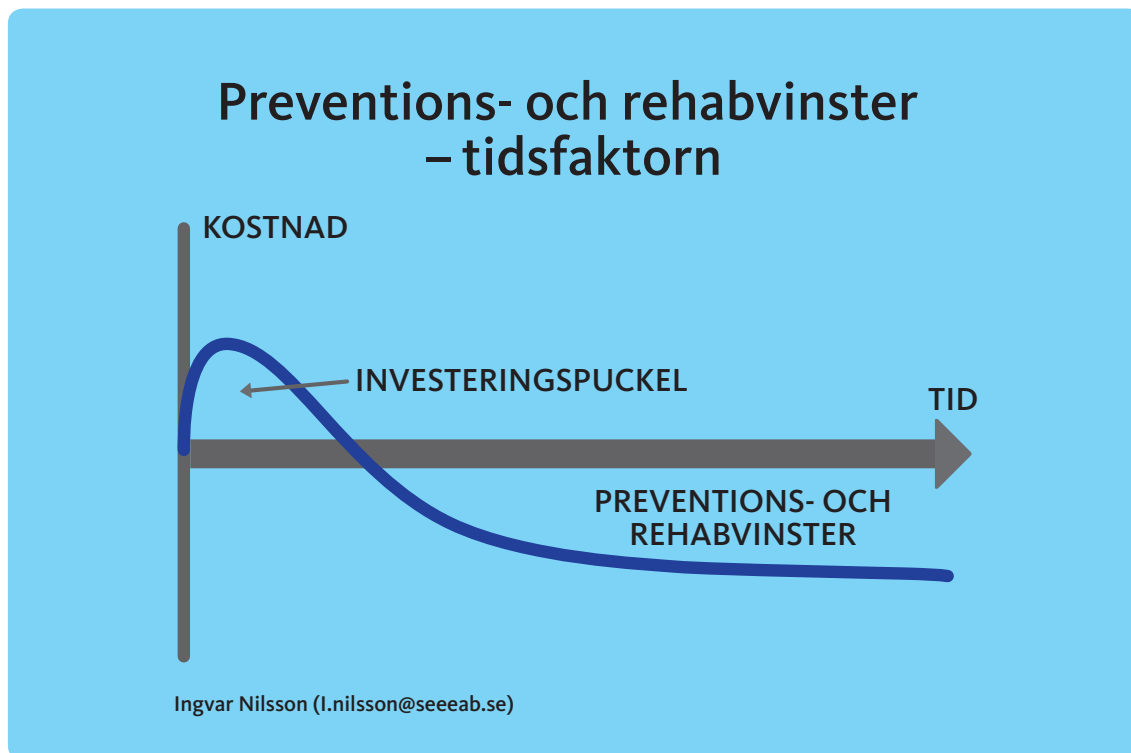 Preventions- och rehabvinster
– tidsfaktorn
KOSTNAD
INVESTERINGSPUCKEL
TID
PREVENTIONS- OCH
REHABVINSTER
Ingvar Nilsson (I.nilsson@seeeab.se)